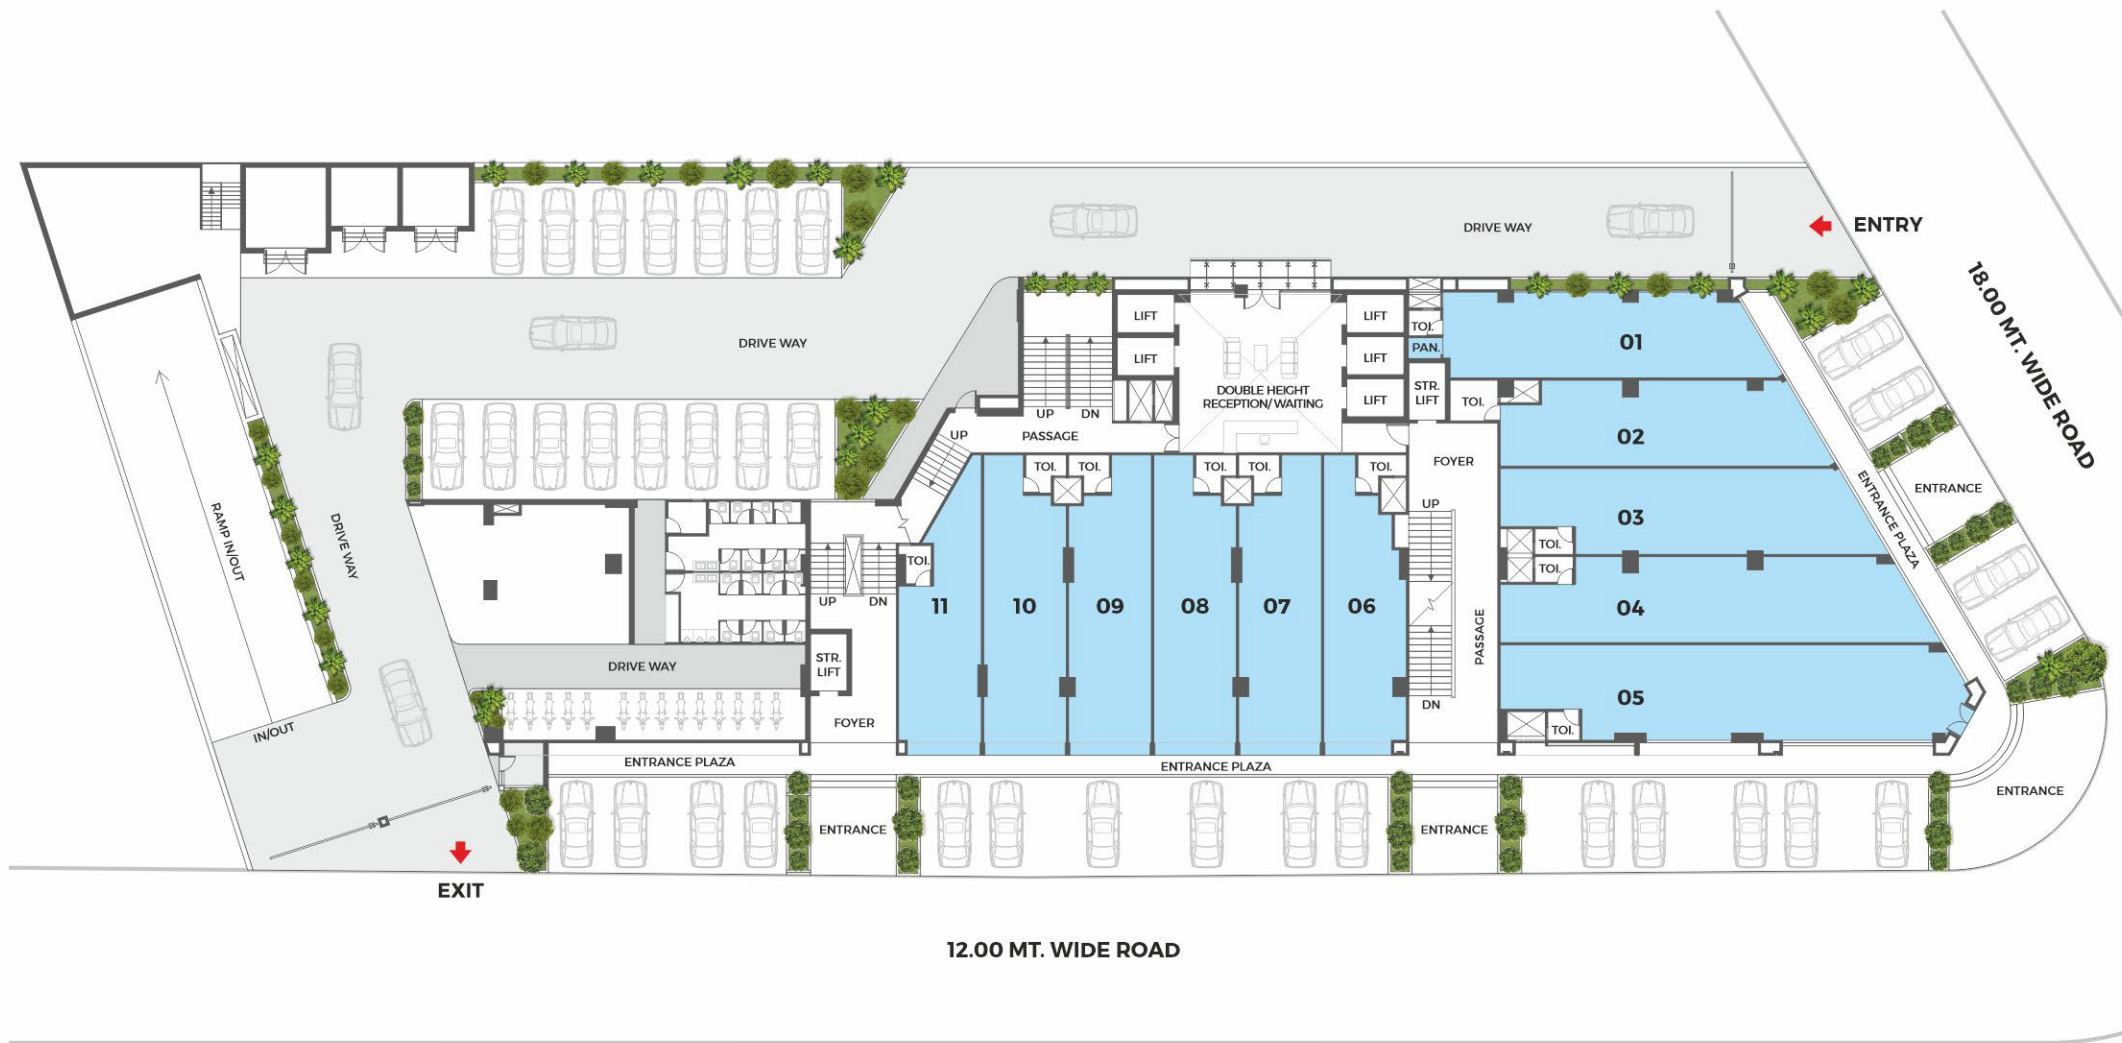 ENTRY
DRIVE WAY
18.00 MT. WIDE ROAD
LIFT
LIFT
TOI.
01
DRIVE WAY
LIFT
LIFT
PAN.
DOUBLE HEIGHT
RECEPTION/ WAITING
STR.
LIFT
LIFT
TOI.
UP
DN
UP
PASSAGE
02
FOYER
TOI.
TOI.
TOI.
TOI.
TOI.
ENTRANCE
ENTRANCE PLAZA
UP
03
RAMP IN/OUT
DRIVE WAY
TOI.
TOI.
TOI.
UP
DN
11
10
09
08
07
06
04
PASSAGE
STR.
LIFT
DRIVE WAY
05
DN
FOYER
TOI.
IN/OUT
ENTRANCE PLAZA
ENTRANCE PLAZA
ENTRANCE
ENTRANCE
ENTRANCE
EXIT
12.00 MT. WIDE ROAD